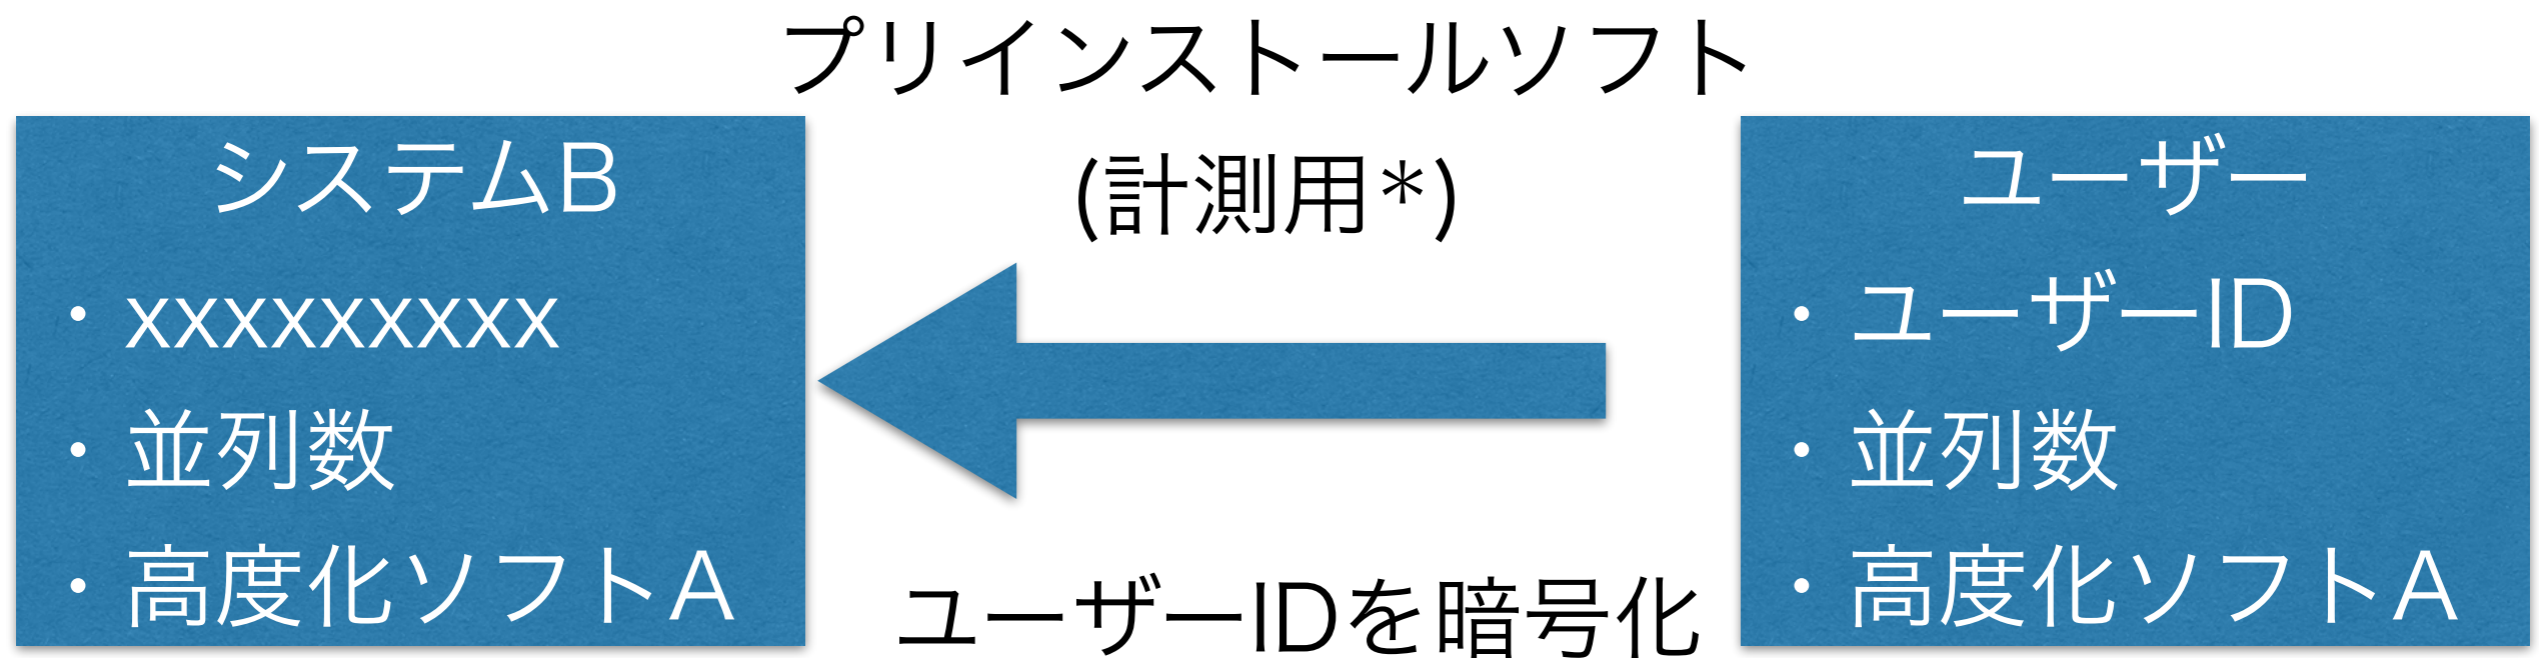 プリインストールソフト
(計測用*)
システムB
・xxxxxxxxx
・並列数
・高度化ソフトA
ユーザーIDを暗号化
ユーザー
・ユーザーID
・並列数
・高度化ソフトA